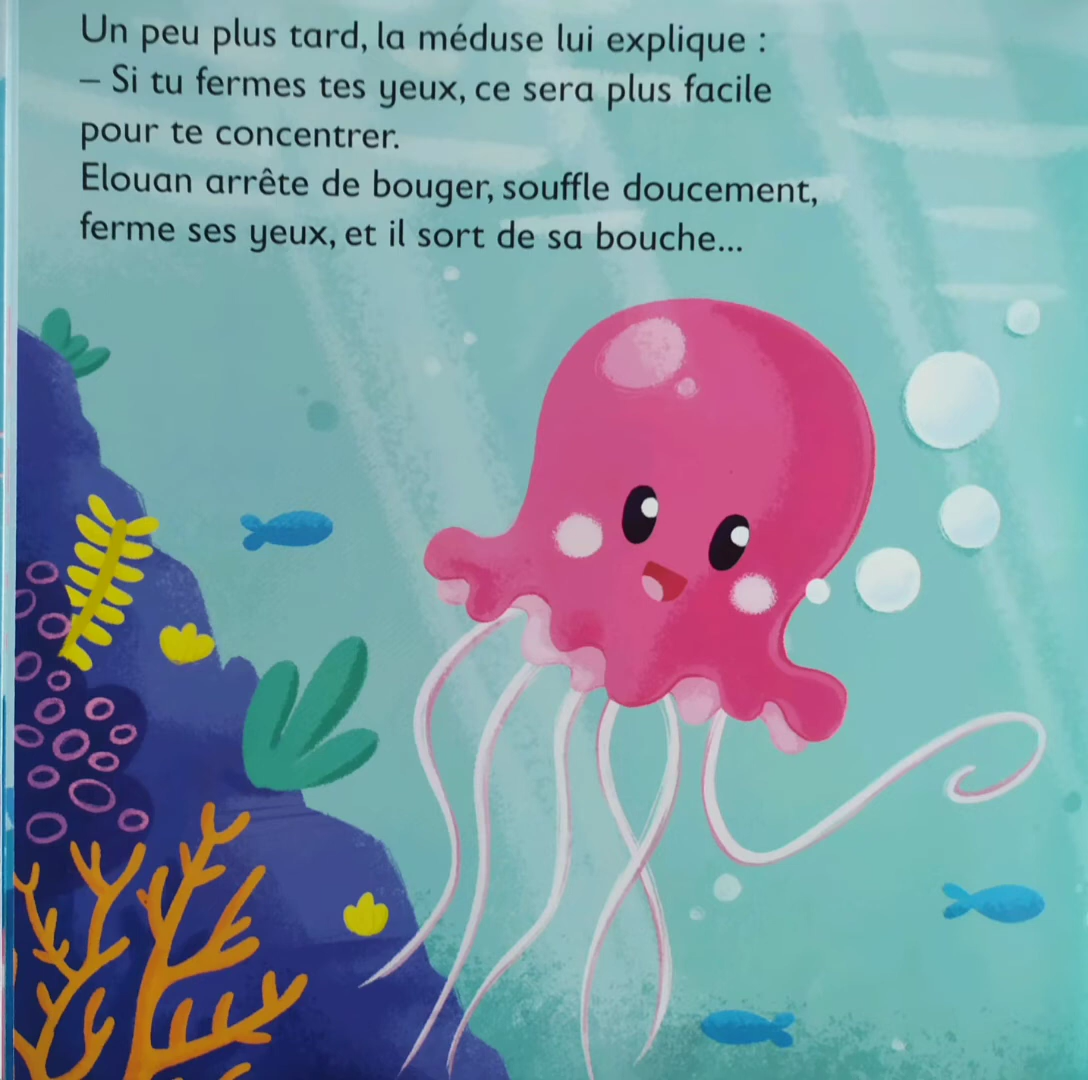 Un peu plus tard, la méduse lui explique :
– Si tu fermes tes yeux, ce sera plus facile
pour te concentrer.
Elouan arrête de bouger, souffle doucement,
ferme ses yeux, et il sort de sa bouche...